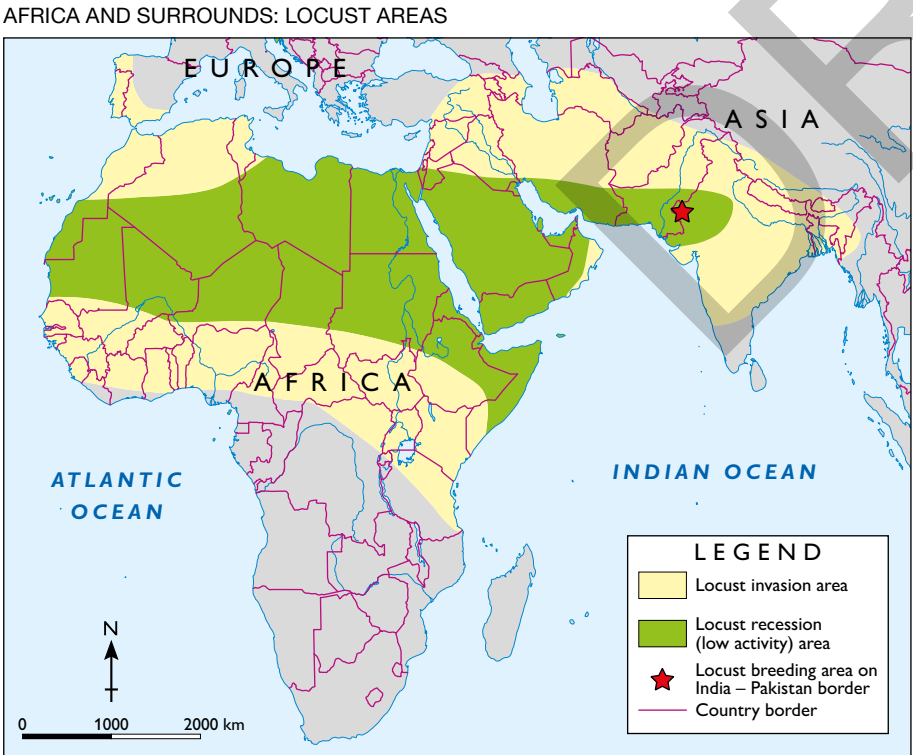 AFRICA AND SURROUNDS: LOCUST AREAS
EUROPE
ASIA
AFRICA
ATLANTIC
OCEAN
INDIAN OCEAN
N
0 1000 2000 km
LEGEND
Locust invasion area
Locust recession
(low activity) area
Locust breeding area on
India – Pakistan border
Country border